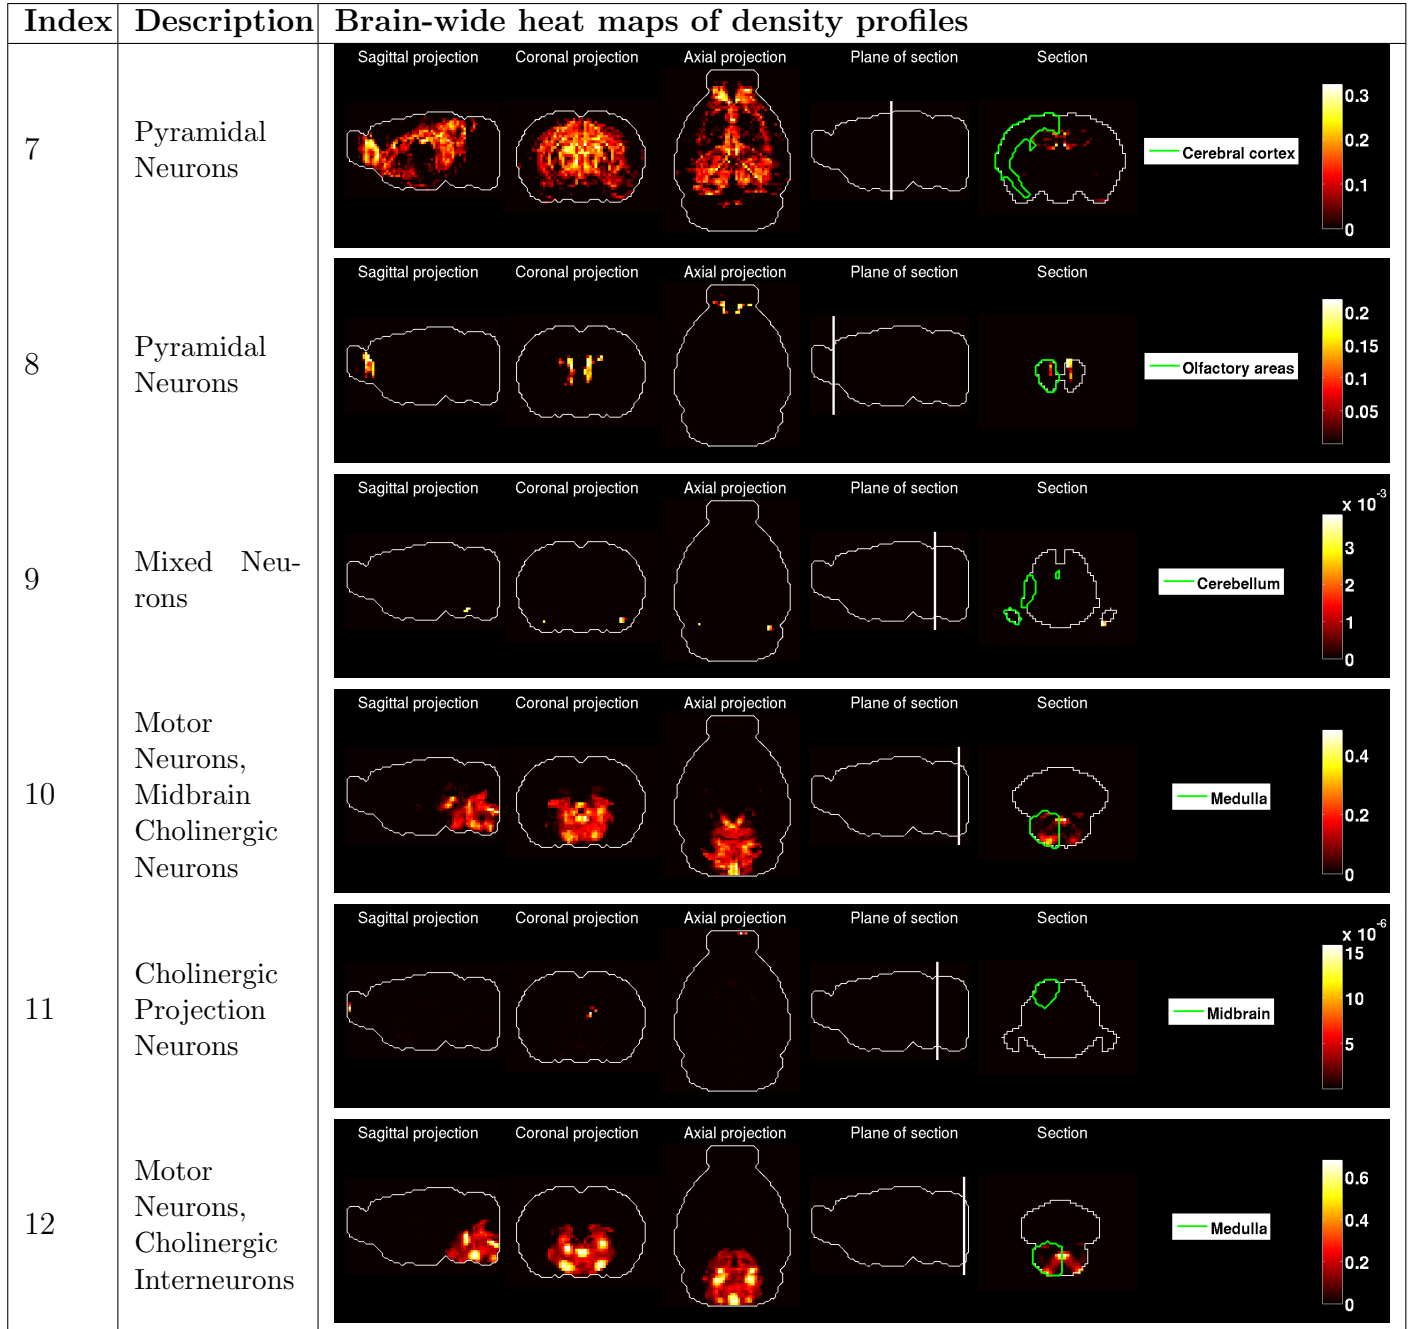 Index Description Brain-wide heat maps of density profiles
7
Pyramidal
Neurons
Sagittal projection Coronal projection Axial projection Plane of section Section
Cerebral cortex
0.3
0.2
0.1
0
8
Pyramidal
Neurons
Sagittal projection Coronal projection Axial projection Plane of section Section
Olfactory areas
0.2
0.15
0.1
0.05
9
Mixed Neu-
rons
Sagittal projection Coronal projection Axial projection Plane of section Section
Cerebellum
x 10-3
3
2
1
0
10
Motor
Neurons,
Midbrain
Cholinergic
Neurons
Sagittal projection Coronal projection Axial projection Plane of section Section
Medulla
0.4
0.2
0
11
Cholinergic
Projection
Neurons
Sagittal projection Coronal projection Axial projection Plane of section Section
Midbrain
x 10-6
15
10
5
12
Motor
Neurons,
Cholinergic
Interneurons
Sagittal projection Coronal projection Axial projection Plane of section Section
Medulla
0.6
0.4
0.2
0